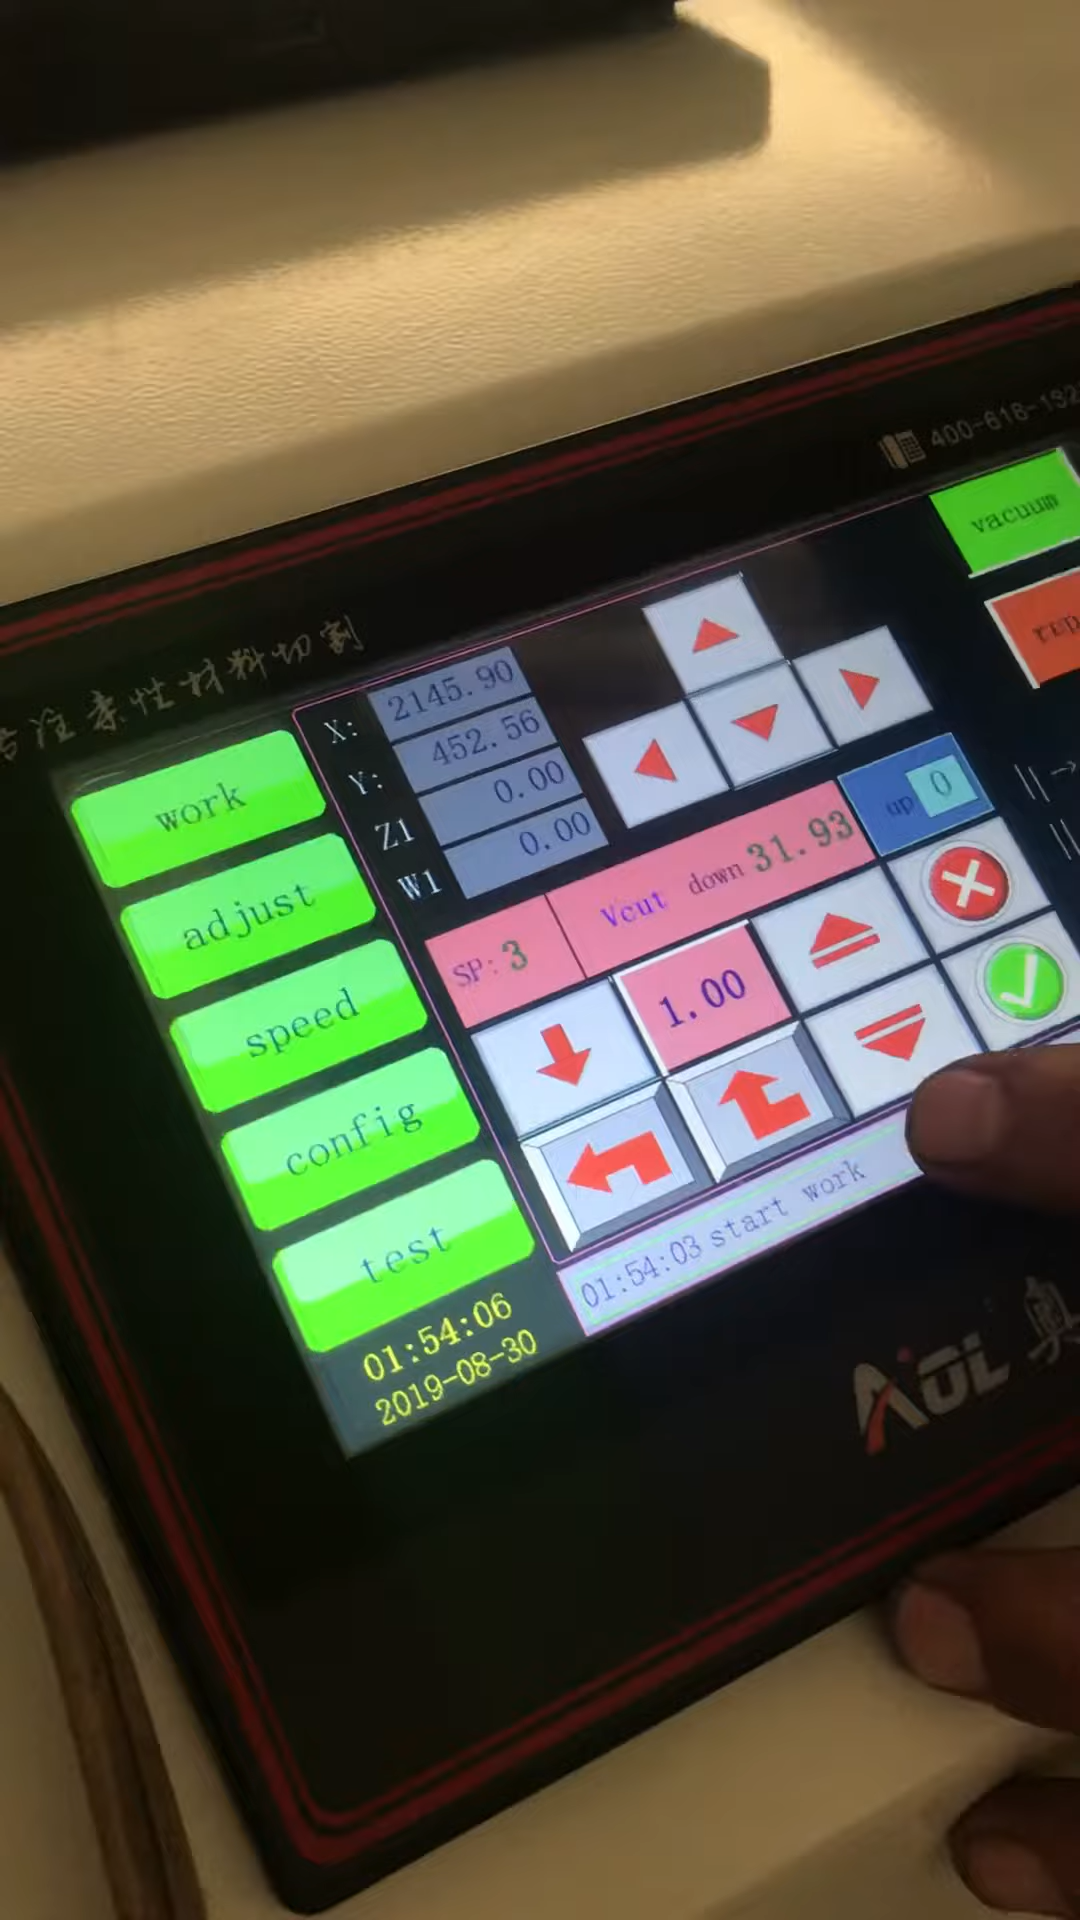 400-618-192
专注柔性材料切割
vacuum
work
adjust
speed
config
test
X: 2145.90
Y: 452.56
Z1 0.00
W1 0.00
up 0
SP: 3
Vcut down 31.93
1.00
01:54:03 start work
01:54:06
2019-08-30
AOL 奥